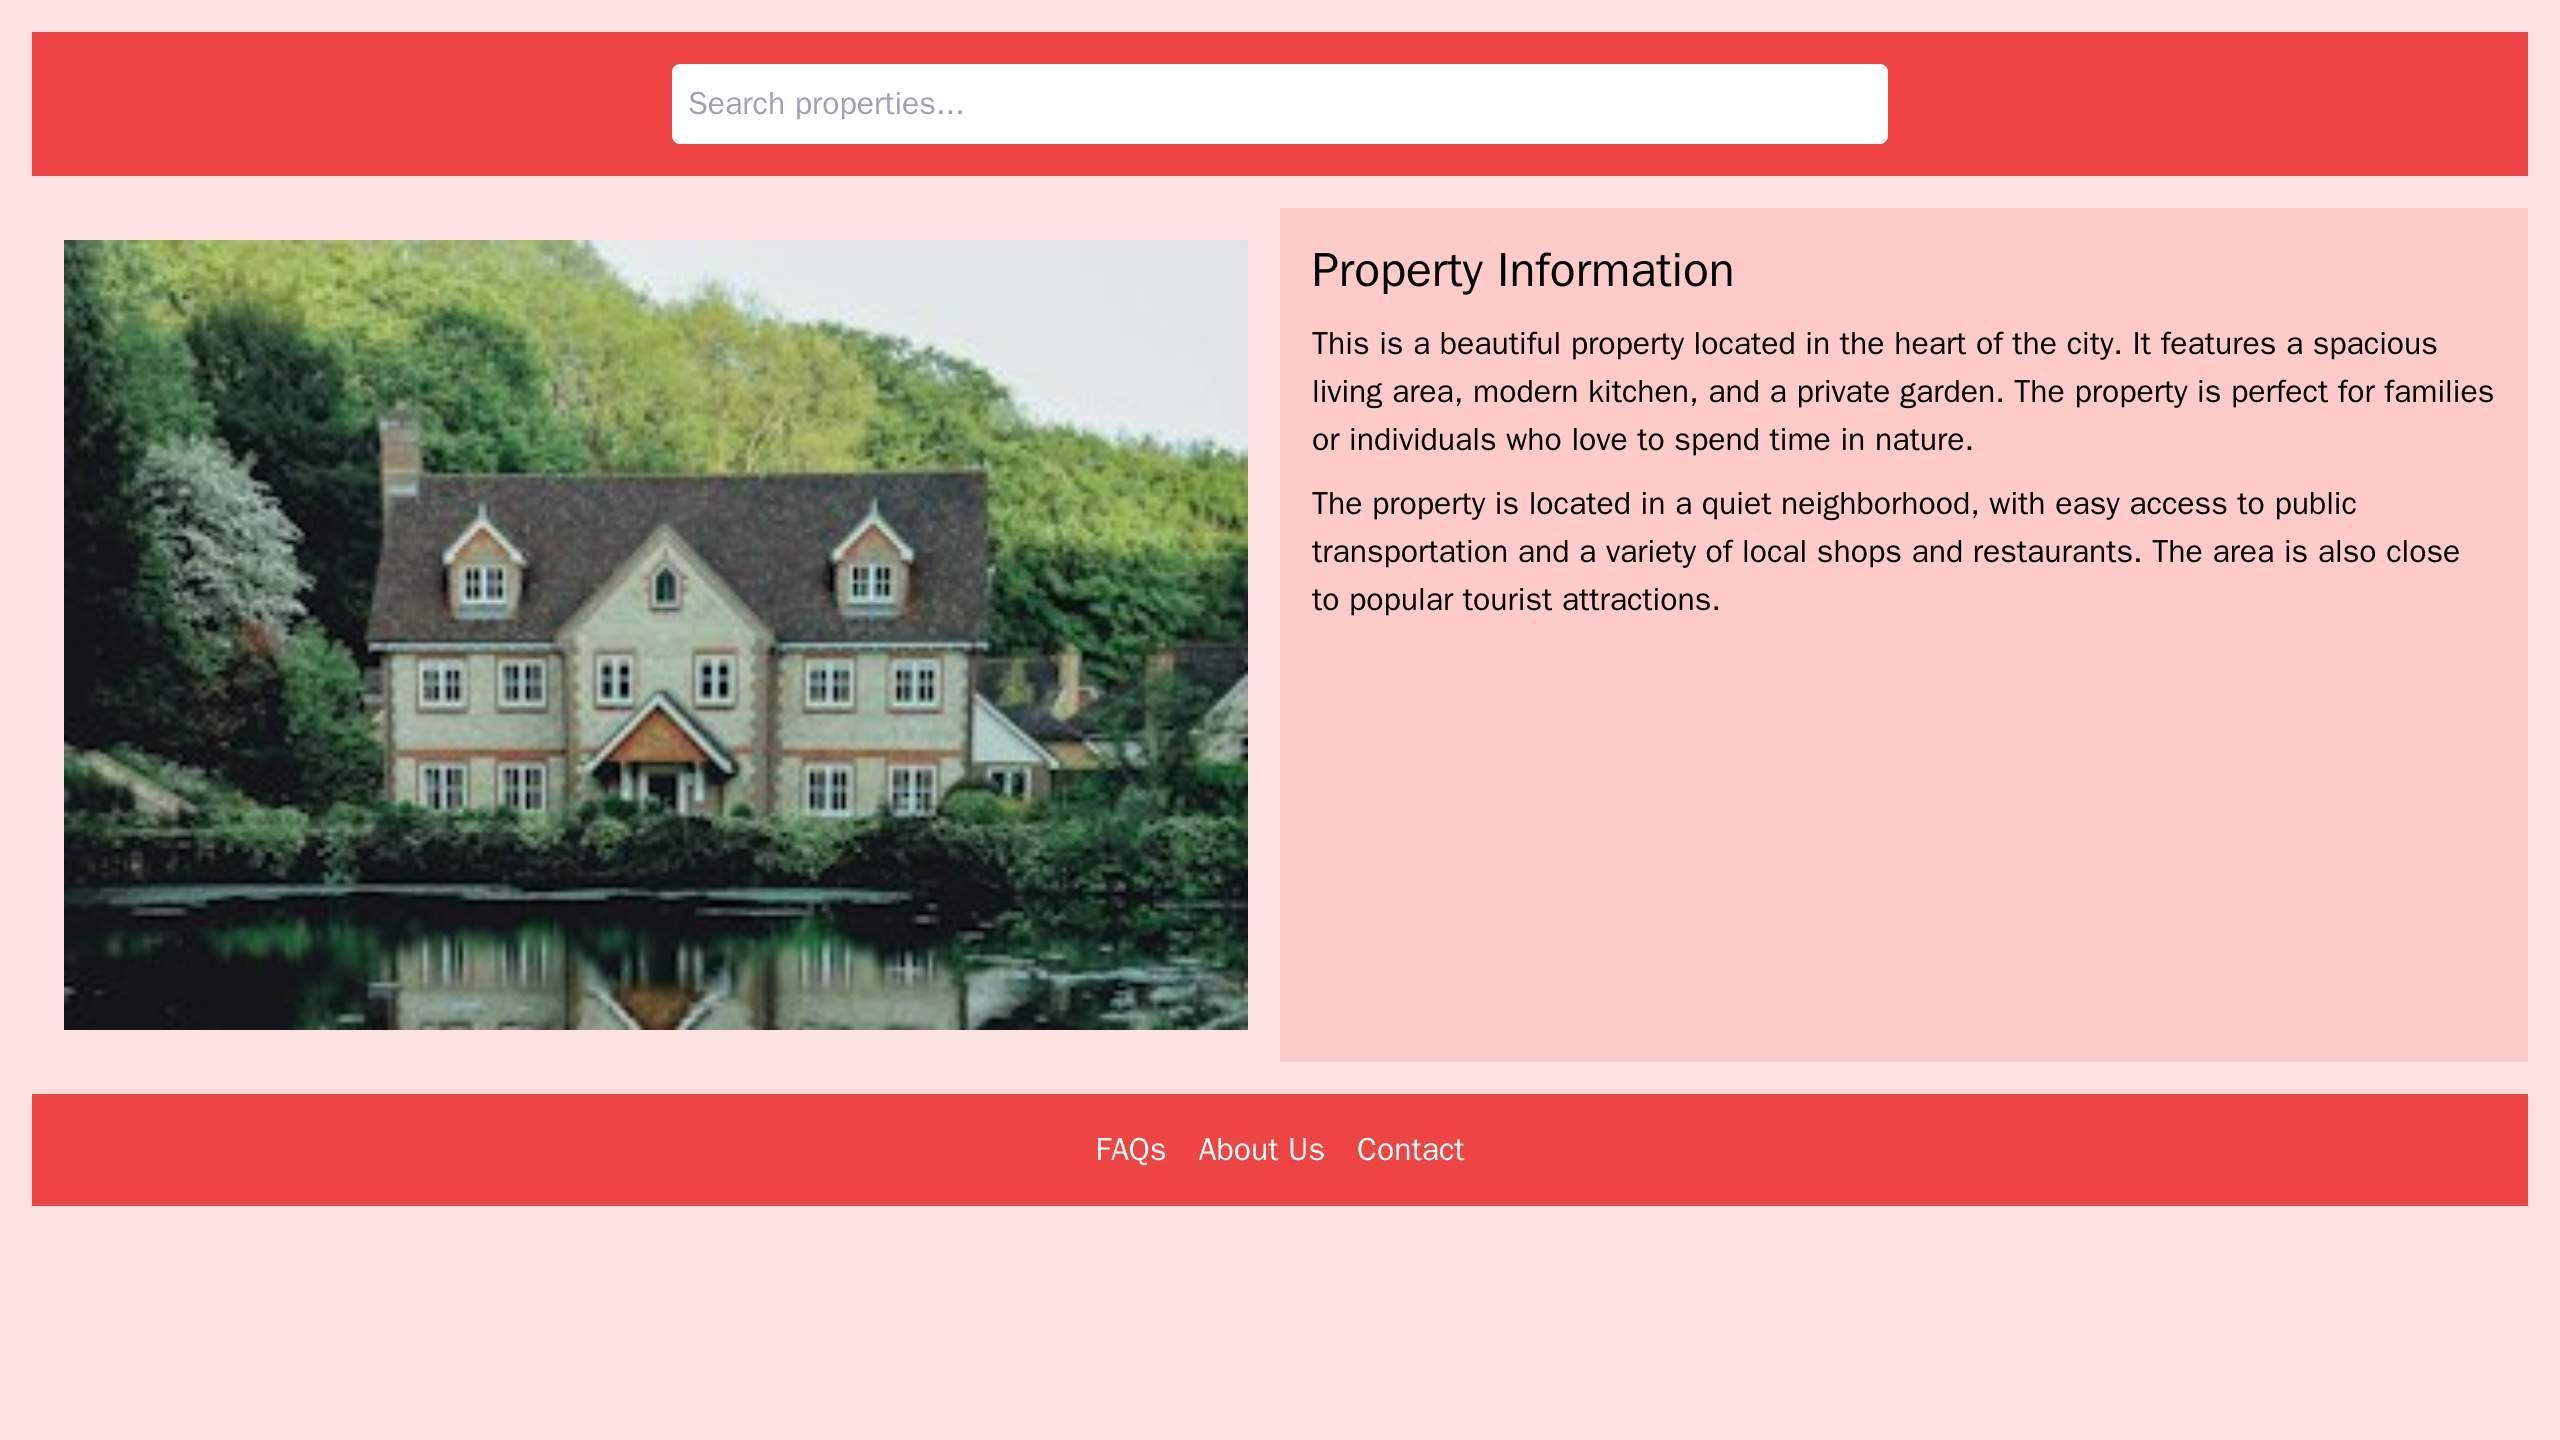 Search properties...
Property Information
This is a beautiful property located in the heart of the city. It features a spacious
living area, modern kitchen, and a private garden. The property is perfect for families
or individuals who love to spend time in nature.
The property is located in a quiet neighborhood, with easy access to public
transportation and a variety of local shops and restaurants. The area is also close
to popular tourist attractions.
FAQs About Us Contact